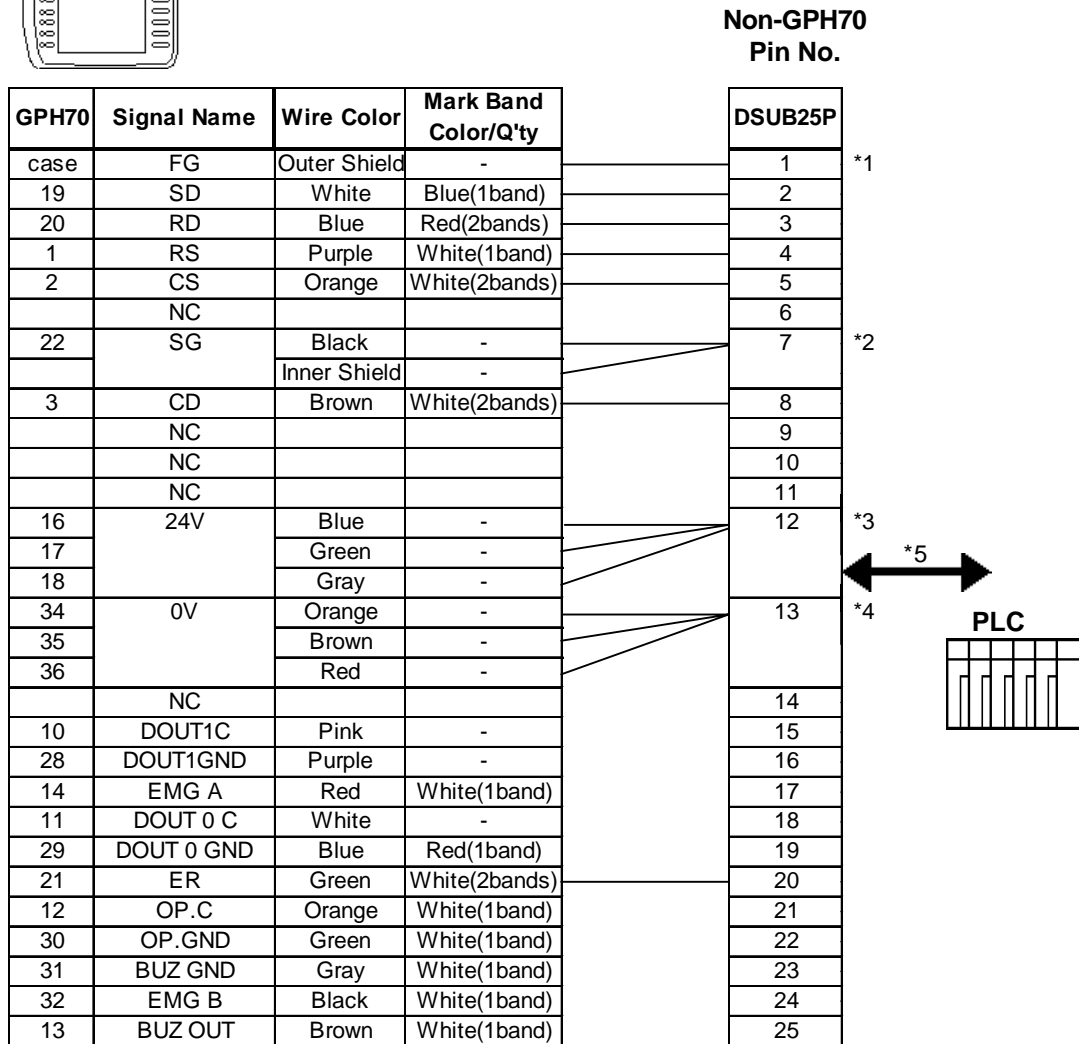 Non-GPH70
Pin No.
GPH70 Signal Name Wire Color Mark Band Color/Q'ty DSUB25P
case FG Outer Shield - 1 *1
19 SD White Blue(1band) 2
20 RD Blue Red(2bands) 3
1 RS Purple White(1band) 4
2 CS Orange White(2bands) 5
NC 6
22 SG Black - 7 *2
Inner Shield -
3 CD Brown White(2bands) 8
NC 9
NC 10
NC 11
16 24V Blue - 12 *3
17 Green -
*5
18 Gray -
34 0V Orange - 13 *4
PLC
35 Brown -
36 Red -
NC 14
10 DOUT1C Pink - 15
28 DOUT1GND Purple - 16
14 EMG A Red White(1band) 17
11 DOUT 0 C White - 18
29 DOUT 0 GND Blue Red(1band) 19
21 ER Green White(2bands) 20
12 OP.C Orange White(1band) 21
30 OP.GND Green White(1band) 22
31 BUZ GND Gray White(1band) 23
32 EMG B Black White(1band) 24
13 BUZ OUT Brown White(1band) 25